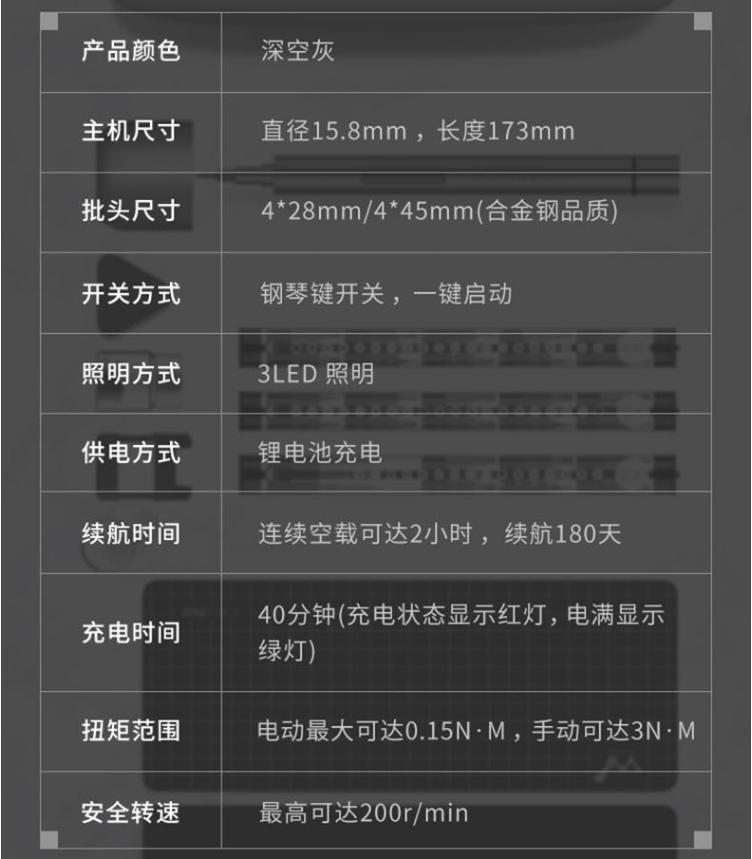 产品颜色 深空灰
主机尺寸 直径15.8mm，长度173mm
批头尺寸 4*28mm/4*45mm(合金钢品质)
开关方式 钢琴键开关，一键启动
照明方式 3LED 照明
供电方式 锂电池充电
续航时间 连续空载可达2小时，续航180天
充电时间 40分钟(充电状态显示红灯，电满显示
绿灯)
扭矩范围 电动最大可达0.15N·M，手动可达3N·M
安全转速 最高可达200r/min